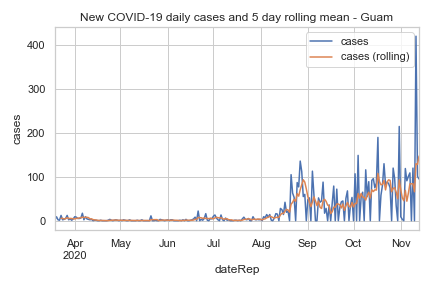 New COVID-19 daily cases and 5 day rolling mean - Guam
cases
cases (rolling)
400
300
200
100
0
cases
Apr May Jun Jul Aug Sep Oct Nov
2020
dateRep